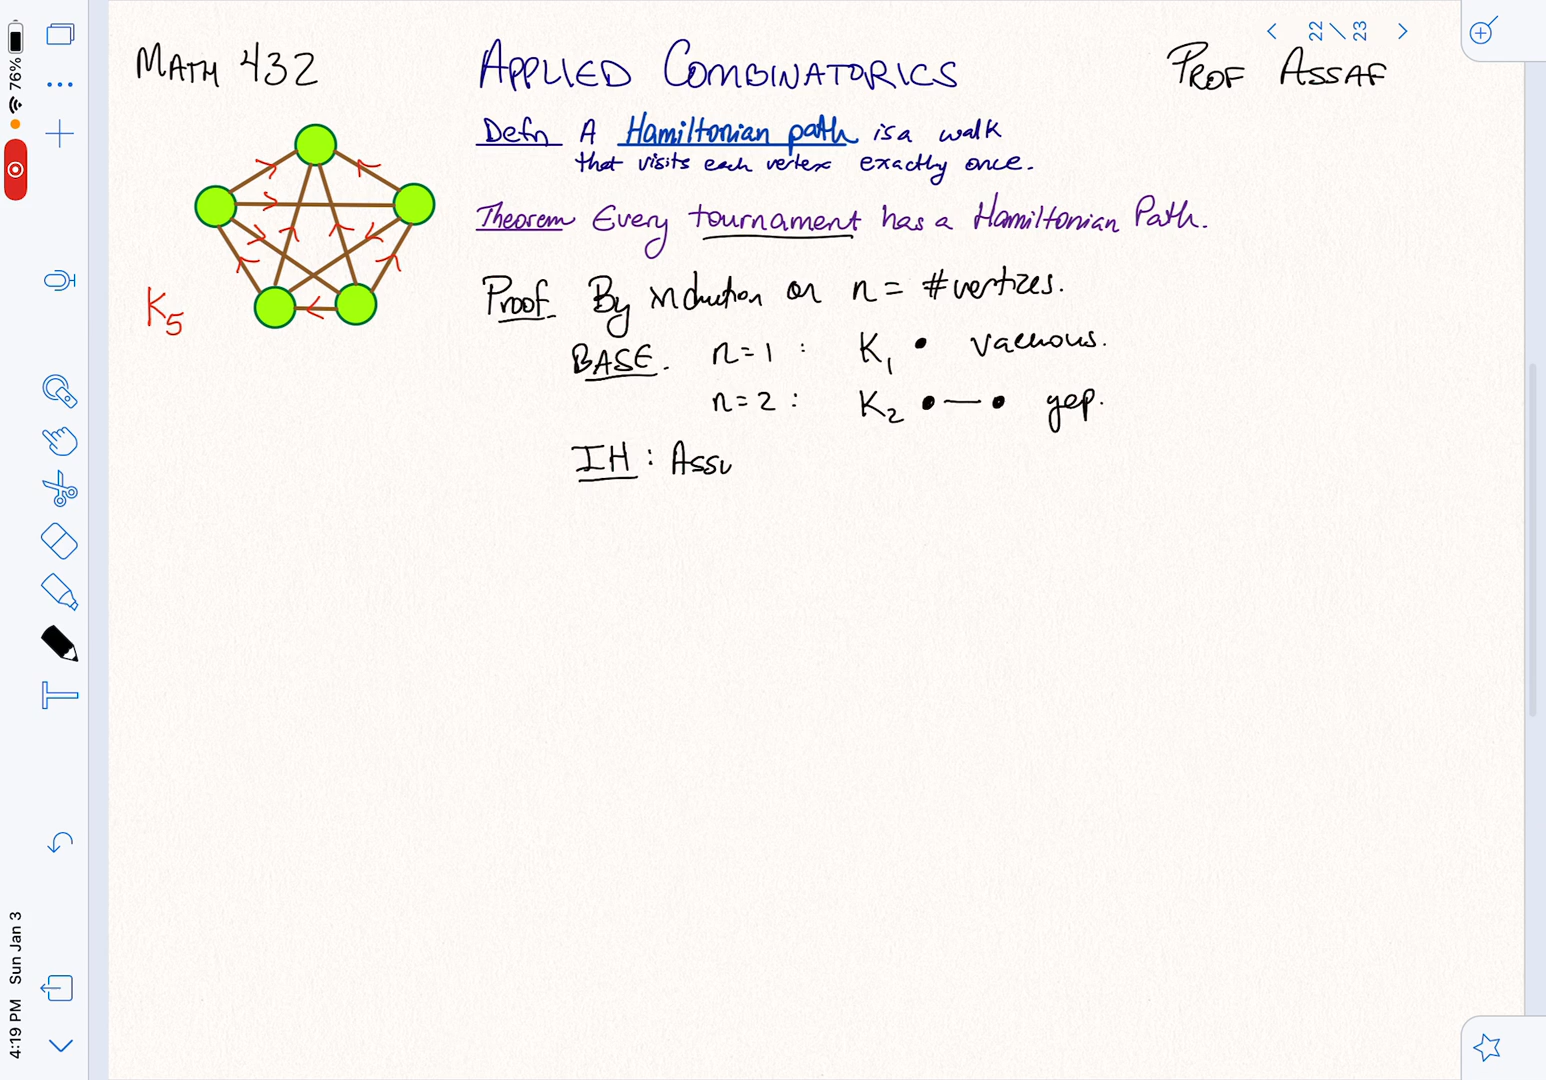 MATH 432 APPLIED COMBINATORICS PROF ASSAF
22 / 23
Defn A Hamiltonian path is a walk
that visits each vertex exactly once.
Theorem Every tournament has a Hamiltonian Path.
Proof. By induction on n = #vertizes.
K5
BASE. n=1 : K1 • vacuous.
n=2 : K2 •—• yep.
IH : Assu
76%
4:19 PM Sun Jan 3
T